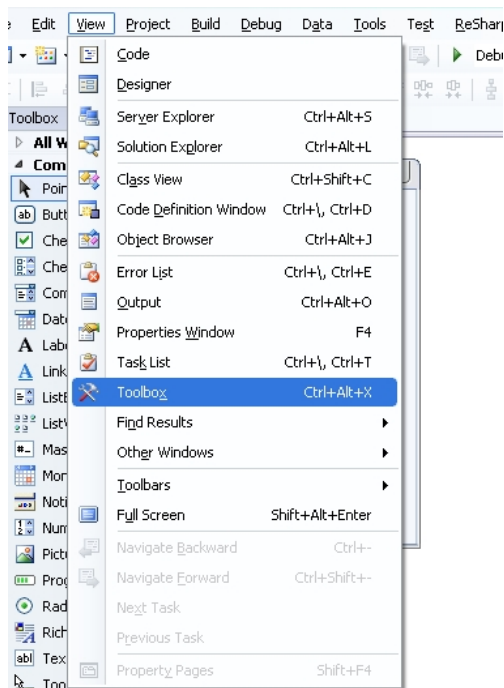 Edit View Project Build Debug Data Tools Test ReShar
Debu
Toolbox
All W
Com
Poin
Butt
Che
Che
Com
Date
Labe
Link
ListB
ListV
Mas
Mon
Noti
Num
Pictu
Prog
Rad
Rich
Tex
Too
Code
Designer
Server Explorer Ctrl+Alt+S
Solution Explorer Ctrl+Alt+L
Class View Ctrl+Shift+C
Code Definition Window Ctrl+\, Ctrl+D
Object Browser Ctrl+Alt+J
Error List Ctrl+\, Ctrl+E
Output Ctrl+Alt+O
Properties Window F4
Task List Ctrl+\, Ctrl+T
Toolbox Ctrl+Alt+X
Find Results
Other Windows
Toolbars
Full Screen Shift+Alt+Enter
Navigate Backward Ctrl+-
Navigate Forward Ctrl+Shift+-
Next Task
Previous Task
Property Pages Shift+F4